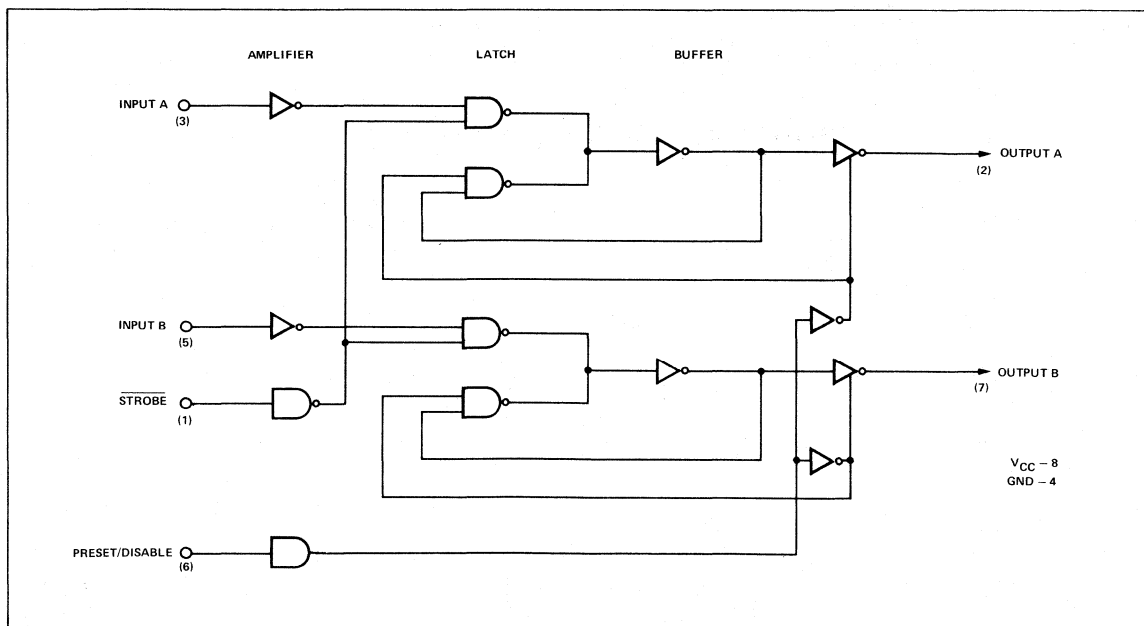 AMPLIFIER LATCH BUFFER
INPUT A
(3)
OUTPUT A
(2)
INPUT B
(5)
OUTPUT B
(7)
STROBE
(1)
VCC – 8
GND – 4
PRESET/DISABLE
(6)